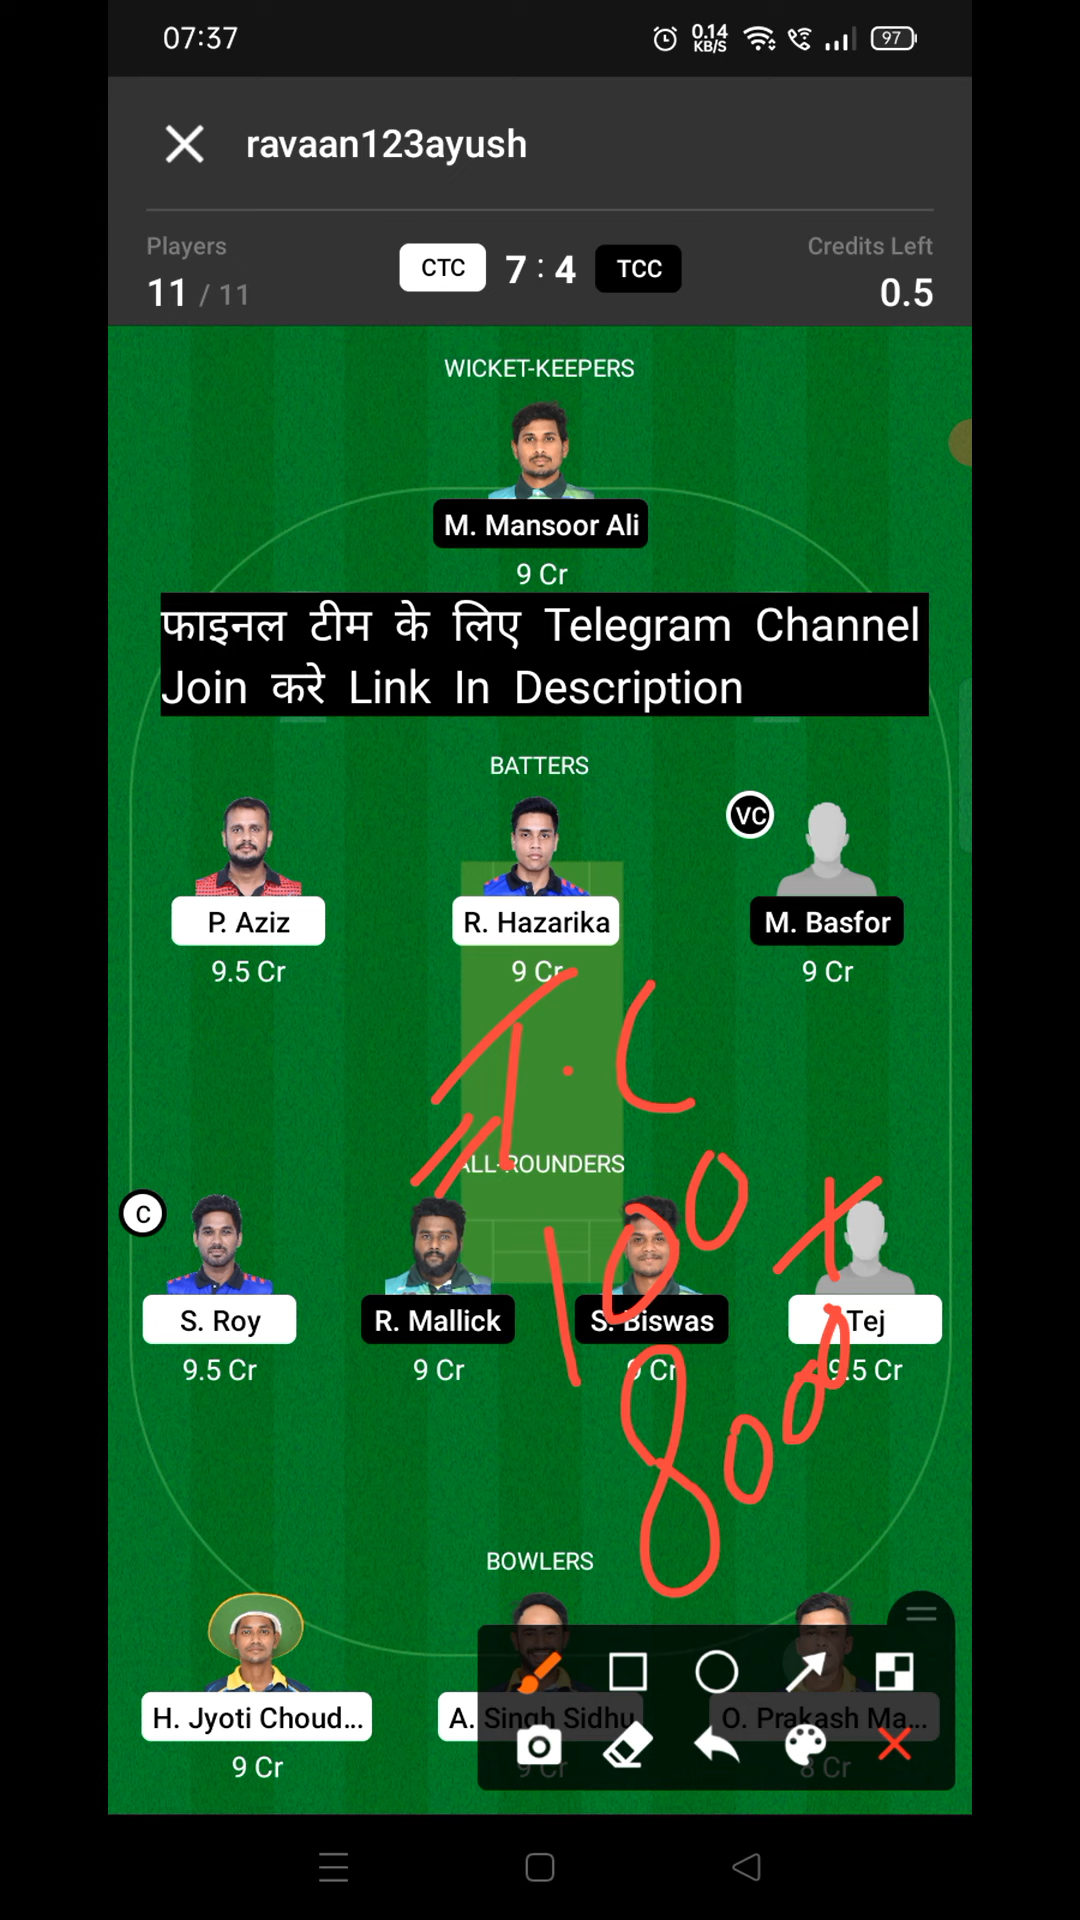 07:37
0.14
KB/S
97
ravaan123ayush
Players
11 / 11
CTC 7 : 4 TCC
Credits Left
0.5
WICKET-KEEPERS
M. Mansoor Ali
9 Cr
फाइनल टीम के लिए Telegram Channel
Join करे Link In Description
BATTERS
VC
P. Aziz
R. Hazarika
M. Basfor
9.5 Cr
9 Cr
9 Cr
T.C
ALL-ROUNDERS
100
C
S. Roy
R. Mallick
S. Biswas
Tej
9.5 Cr
9 Cr
9 Cr
9.5 Cr
8000
BOWLERS
H. Jyoti Choud...
A. Singh Sidhu
O. Prakash Ma...
9 Cr
9 Cr
8 Cr